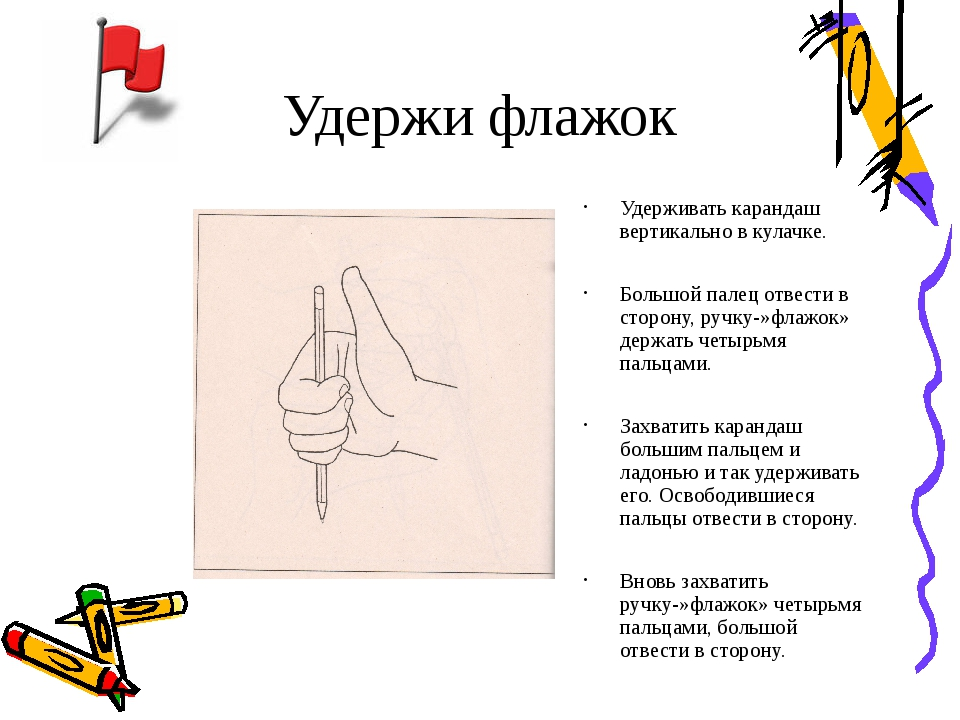 Удержи флажок
Удерживать карандаш
вертикально в кулачке.
Большой палец отвести в
сторону, ручку-»флажок»
держать четырьмя
пальцами.
Захватить карандаш
большим пальцем и
ладонью и так удерживать
его. Освободившиеся
пальцы отвести в сторону.
Вновь захватить
ручку-»флажок» четырьмя
пальцами, большой
отвести в сторону.